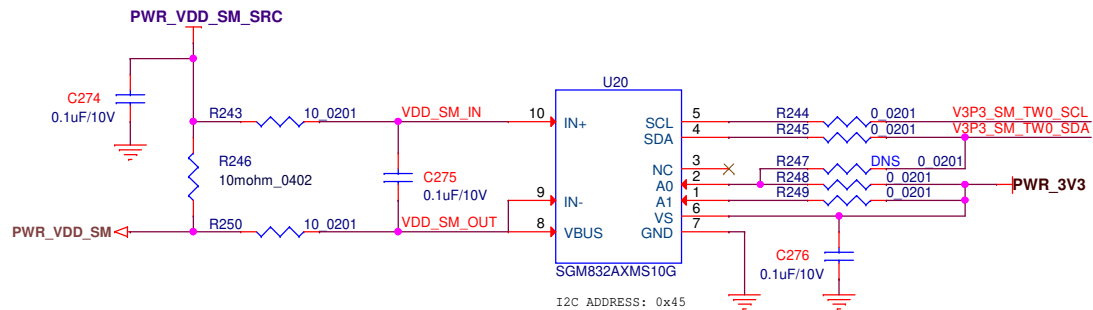 PWR_VDD_SM_SRC
C274
0.1uF/10V
R243 10_0201 VDD_SM_IN
R246
10mohm_0402
C275
0.1uF/10V
PWR_VDD_SM
R250 10_0201 VDD_SM_OUT
U20
10 IN+
9 IN-
8 VBUS
SCL 5
SDA 4
NC 3
A0 2
A1 1
VS 6
GND 7
SGM832AXMS10G
I2C ADDRESS: 0x45
R244 0_0201 V3P3_SM_TW0_SCL
R245 0_0201 V3P3_SM_TW0_SDA
R247 DNS 0_0201
R248 0_0201
R249 0_0201
PWR_3V3
C276
0.1uF/10V